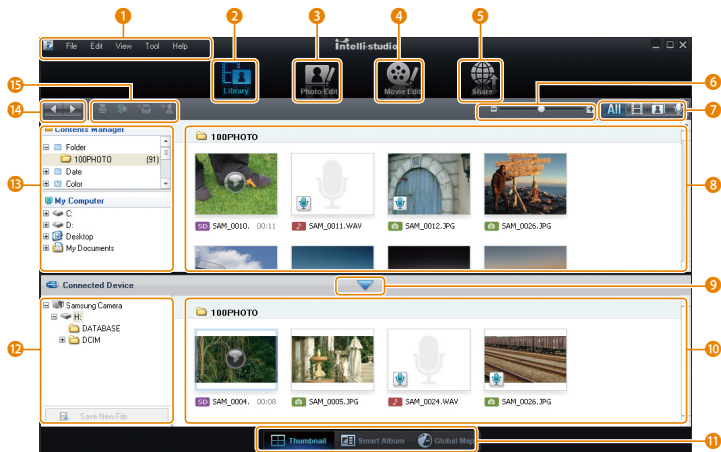 1
2
3
4
5
File Edit View Tool Help
Intelli-studio
Library
Photo Edit
Movie Edit
Share
6
15
14
7
All
Contents Manager
Folder
100PHOTO (91)
Date
Color
My Computer
C:
D:
Desktop
My Documents
13
100PHOTO
SD SAM_0010. 00:11
SAM_0011.WAV
SAM_0012.JPG
SAM_0026.JPG
8
Connected Device
9
Samsung Camera
H:
DATABASE
DCIM
12
Save New File
100PHOTO
SD SAM_0004. 00:08
SAM_0005.JPG
SAM_0024.WAV
SAM_0026.JPG
10
Thumbnail
Smart Album
Global Map
11